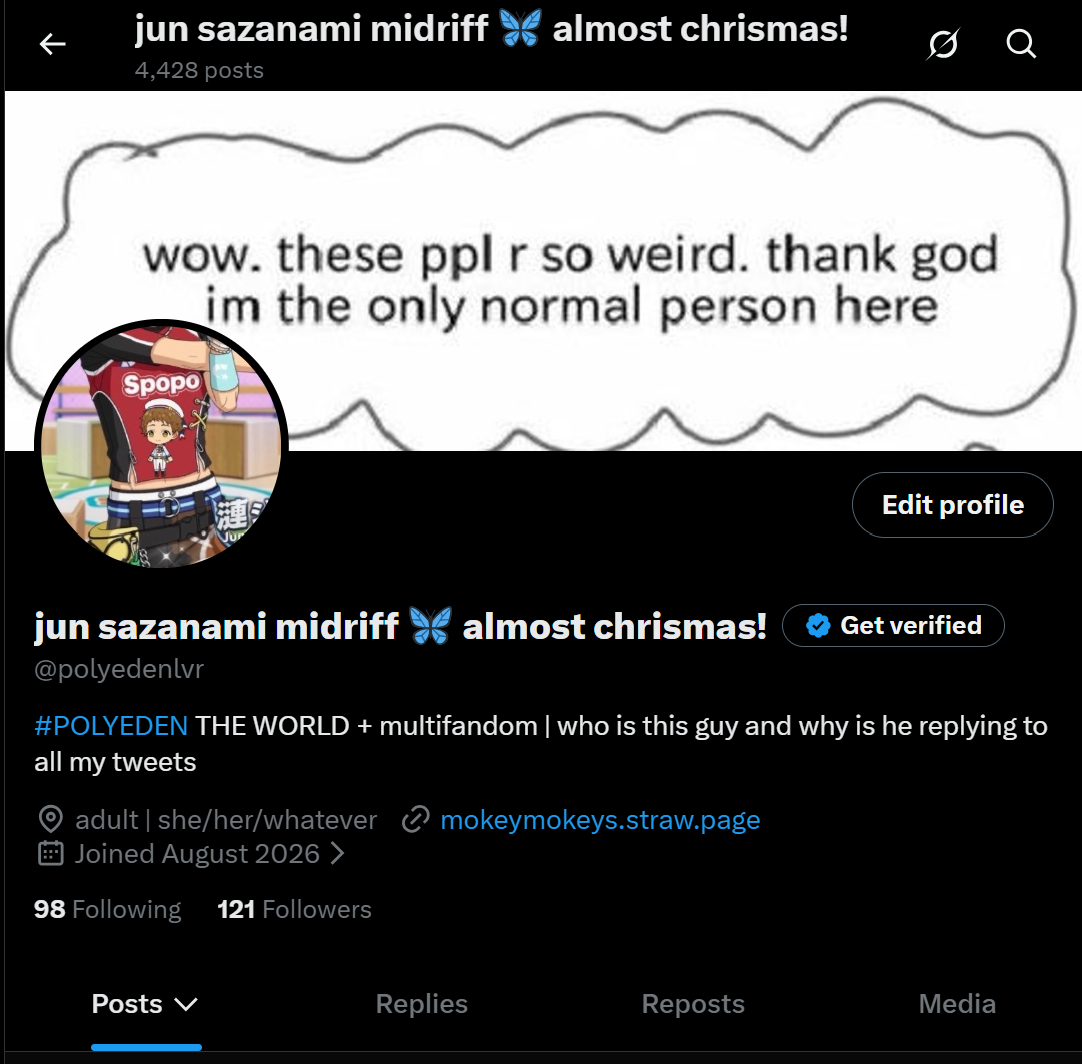 jun sazanami midriff 🦋 almost chrismas!
4,428 posts
wow. these ppl r so weird. thank god
im the only normal person here
Spopo
漣
Ju
Edit profile
jun sazanami midriff 🦋 almost chrismas!
Get verified
@polyedenlvr
#POLYEDEN THE WORLD + multifandom | who is this guy and why is he replying to
all my tweets
adult | she/her/whatever mokeymokeys.straw.page
Joined August 2026
98 Following 121 Followers
Posts Replies Reposts Media